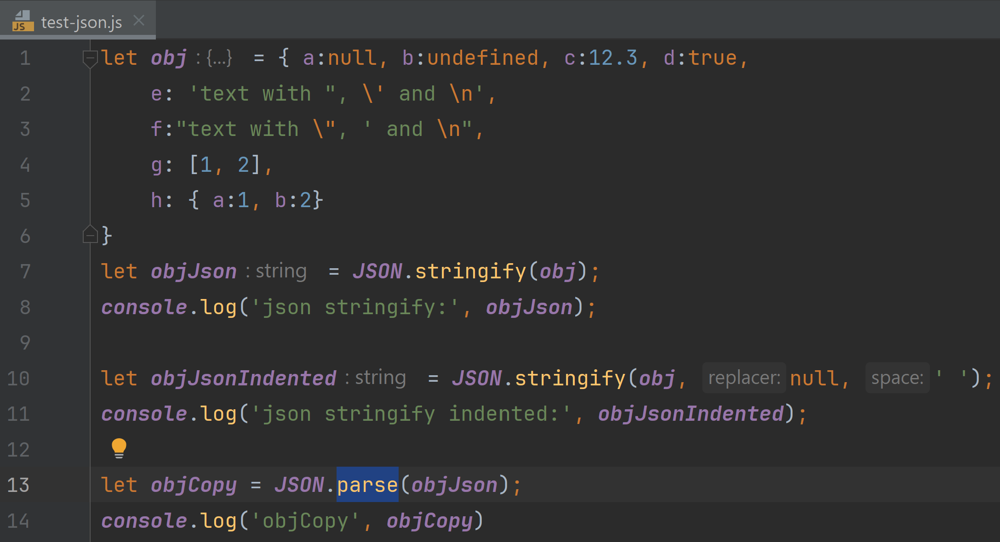 JS test-json.js
1 let obj : {...} = { a:null, b:undefined, c:12.3, d:true,
2     e: 'text with ", \' and \n',
3     f:"text with \", ' and \n",
4     g: [1, 2],
5     h: { a:1, b:2}
6 }
7 let objJson : string = JSON.stringify(obj);
8 console.log('json stringify:', objJson);
9
10 let objJsonIndented : string = JSON.stringify(obj, replacer: null, space: ' ');
11 console.log('json stringify indented:', objJsonIndented);
12
13 let objCopy = JSON.parse(objJson);
14 console.log('objCopy', objCopy)